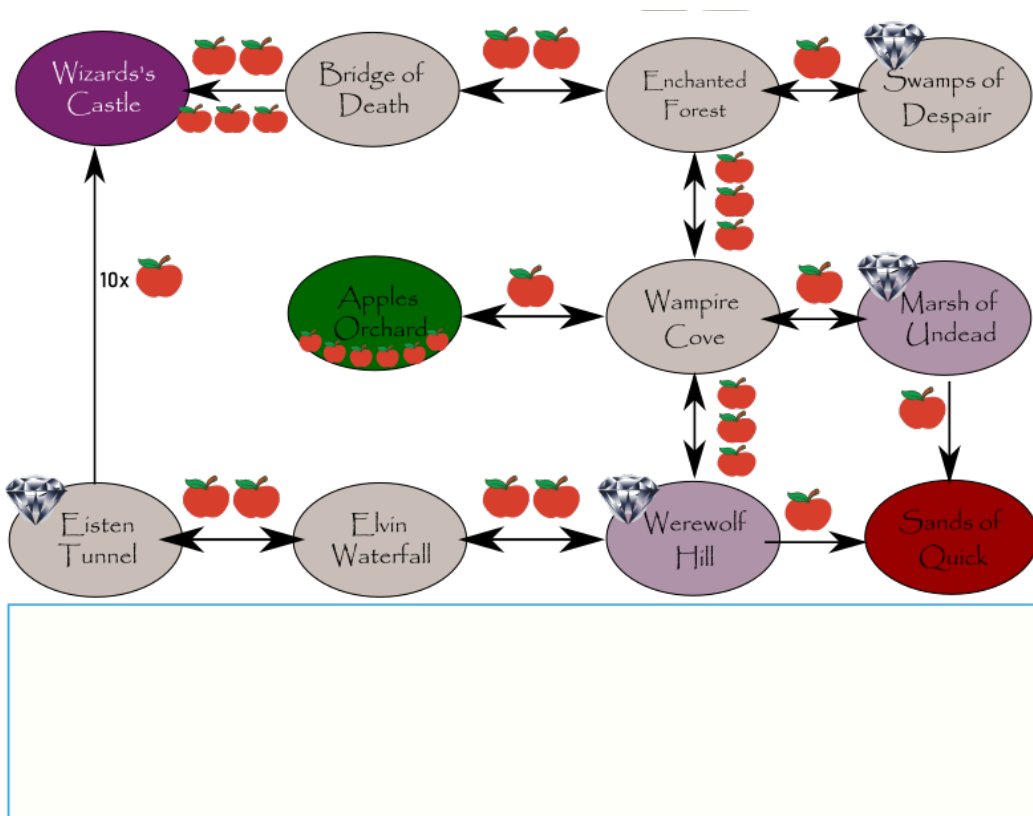 Wizards's
Castle
Bridge of
Death
Enchanted
Forest
Swamps of
Despair
10x
Apples
Orchard
Wampire
Cove
Marsh of
Undead
Eisten
Tunnel
Elvin
Waterfall
Werewolf
Hill
Sands of
Quick